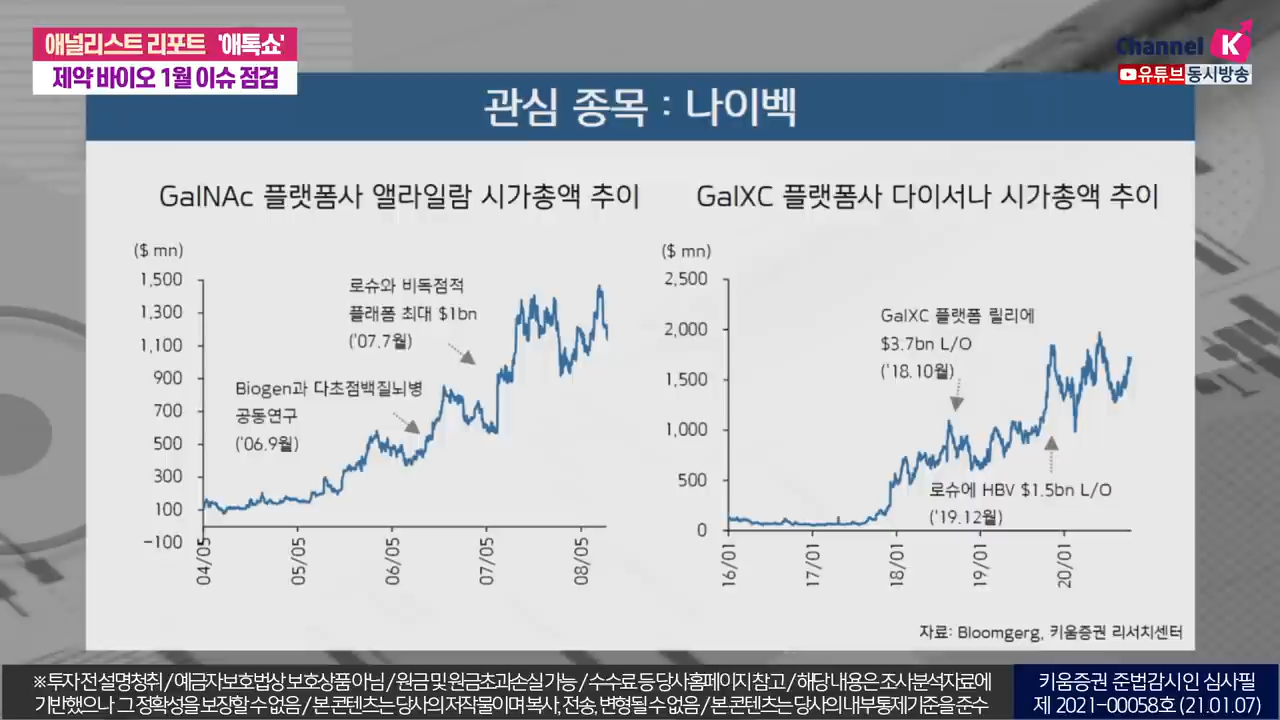 애널리스트 리포트 '애톡쇼'
제약 바이오 1월 이슈 점검
Channel K
유튜브동시방송
관심 종목 : 나이벡
GalNAc 플랫폼사 앨라일람 시가총액 추이
($ mn)
1,500
1,300
1,100
900
700
500
300
100
-100
04/05
05/05
06/05
07/05
08/05
로슈와 비독점적
플래폼 최대 $1bn
('07.7월)
Biogen과 다초점백질뇌병
공동연구
('06.9월)
GalXC 플랫폼사 다이서나 시가총액 추이
($ mn)
2,500
2,000
1,500
1,000
500
0
16/01
17/01
18/01
19/01
20/01
GalXC 플랫폼 릴리에
$3.7bn L/O
('18.10월)
로슈에 HBV $1.5bn L/O
('19.12월)
자료: Bloomgerg, 키움증권 리서치센터
※ 투자 전 설명청취 / 예금자보호법상 보호상품 아님 / 원금 및 원금초과손실 가능 / 수수료 등 당사홈페이지 참고 / 해당 내용은 조사분석자료에
기반했으나 그 정확성을 보장할 수 없음 / 본 콘텐츠는 당사의 저작물이며 복사, 전송, 변형될 수 없음 / 본 콘텐츠는 당사의 내부통제기준을 준수
키움증권 준법감시인 심사필
제 2021-00058호 (21.01.07)